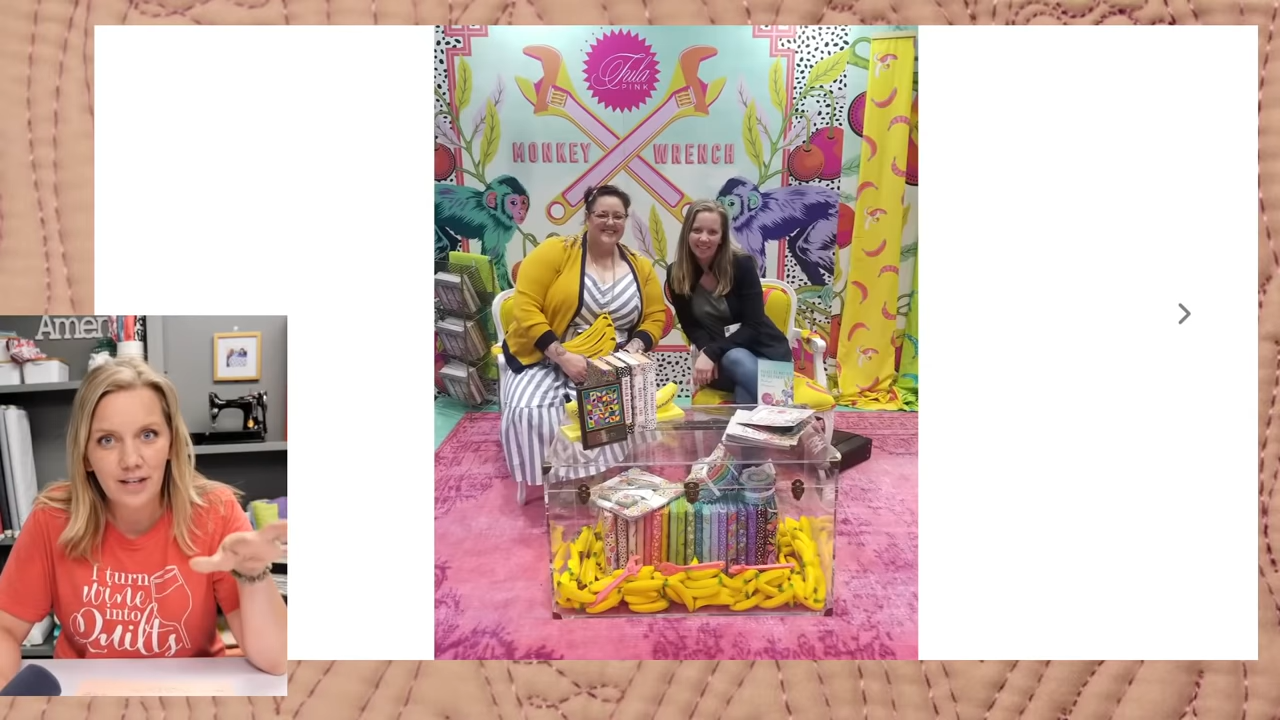 Tula
PINK
MONKEY WRENCH
Amer
I turn
wine
into
Quilts